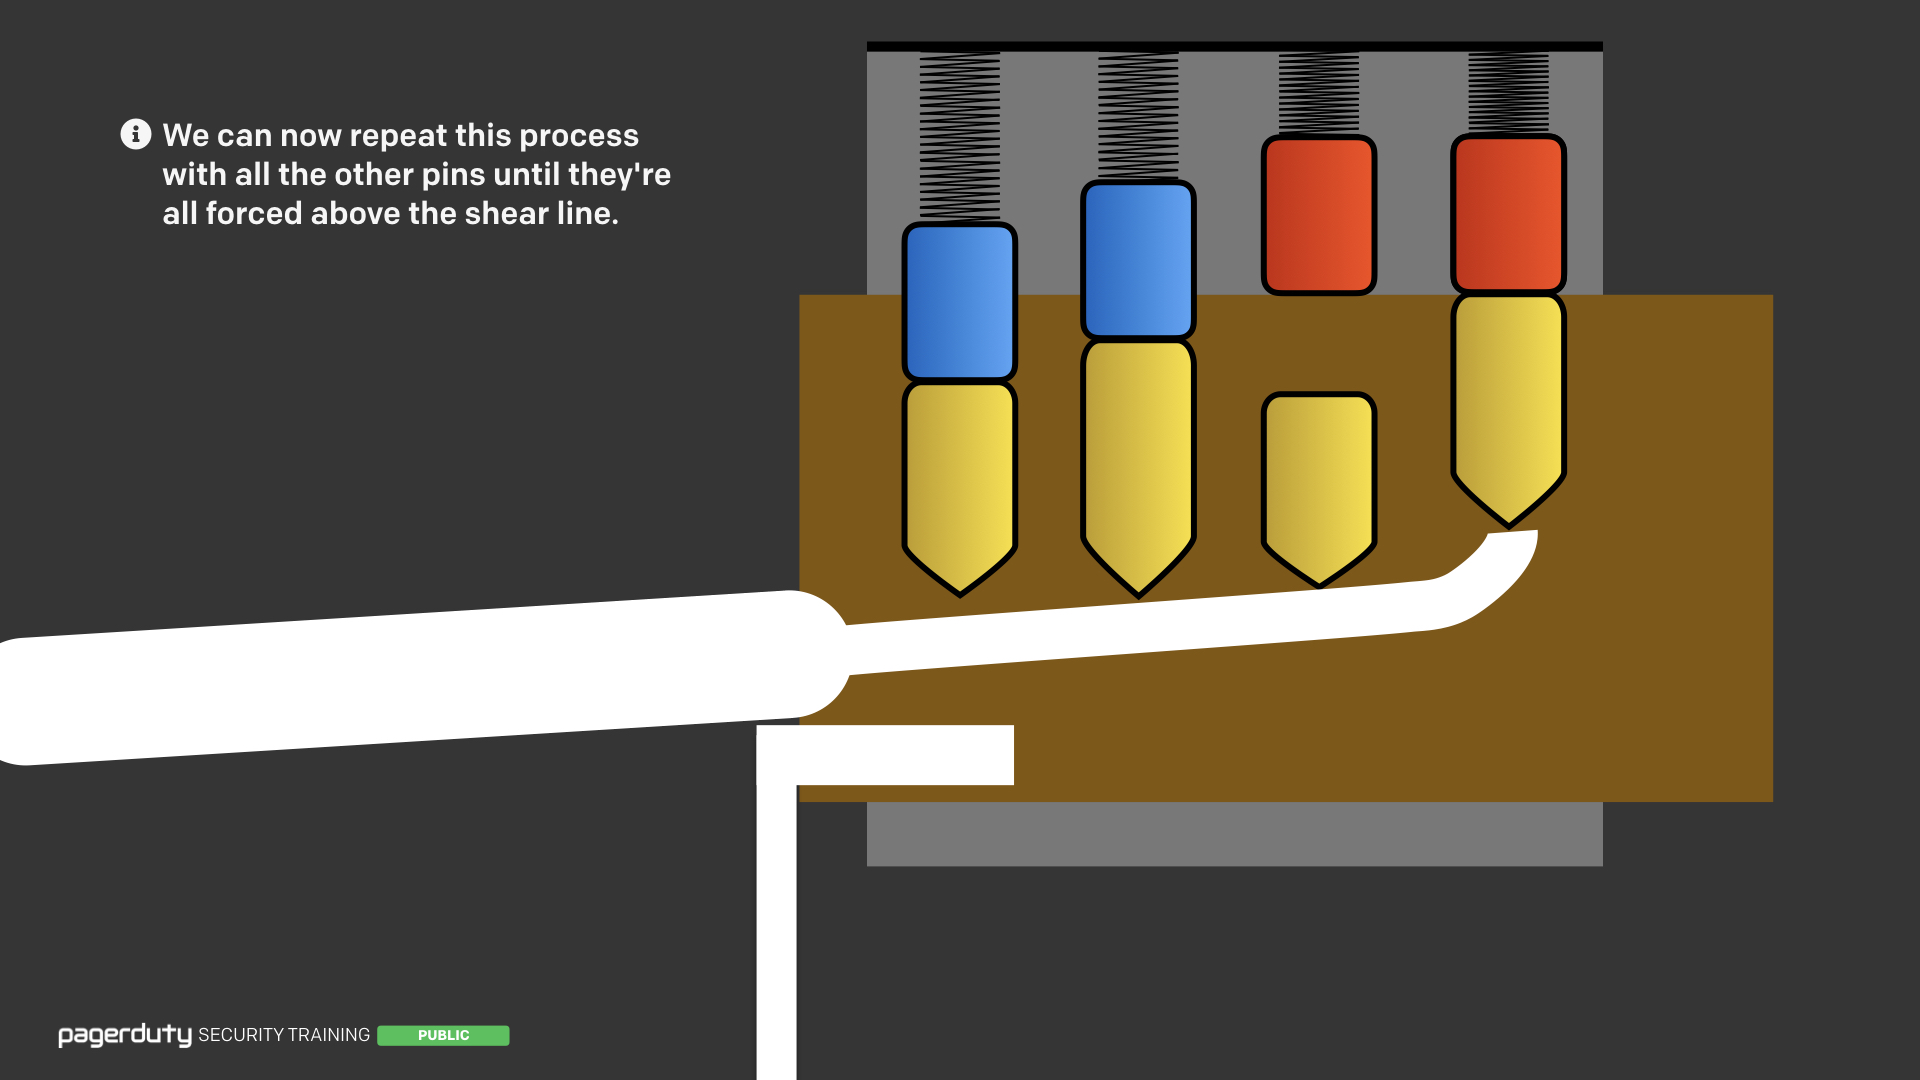 We can now repeat this process
with all the other pins until they're
all forced above the shear line.
pagerduty SECURITY TRAINING PUBLIC